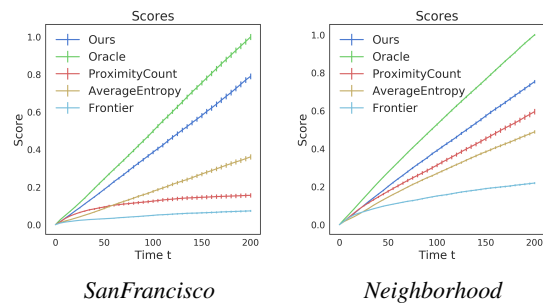 Scores
Ours
Oracle
ProximityCount
AverageEntropy
Frontier
Score
1.0
0.8
0.6
0.4
0.2
0.0
0 50 100 150 200
Time t
SanFrancisco
Scores
Ours
Oracle
ProximityCount
AverageEntropy
Frontier
Score
1.0
0.8
0.6
0.4
0.2
0.0
0 50 100 150 200
Time t
Neighborhood